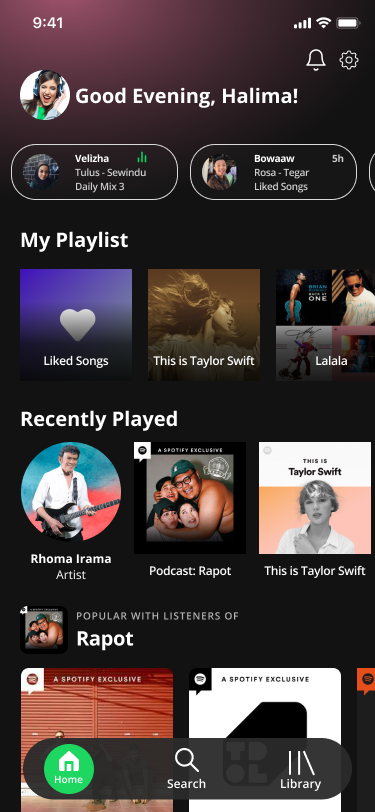 9:41
Good Evening, Halima!
Velizha
Tulus - Sewindu
Daily Mix 3
Bowaaw 5h
Rosa - Tegar
Liked Songs
My Playlist
Liked Songs
This is Taylor Swift
BRIAN
BACK AT
ONE
Lalala
Recently Played
A SPOTIFY EXCLUSIVE
THIS IS
Taylor Swift
Rhoma Irama
Artist
Podcast: Rapot
This is Taylor Swift
POPULAR WITH LISTENERS OF
Rapot
A SPOTIFY EXCLUSIVE
A SPOTIFY EXCLUSIVE
Home
Search
Library